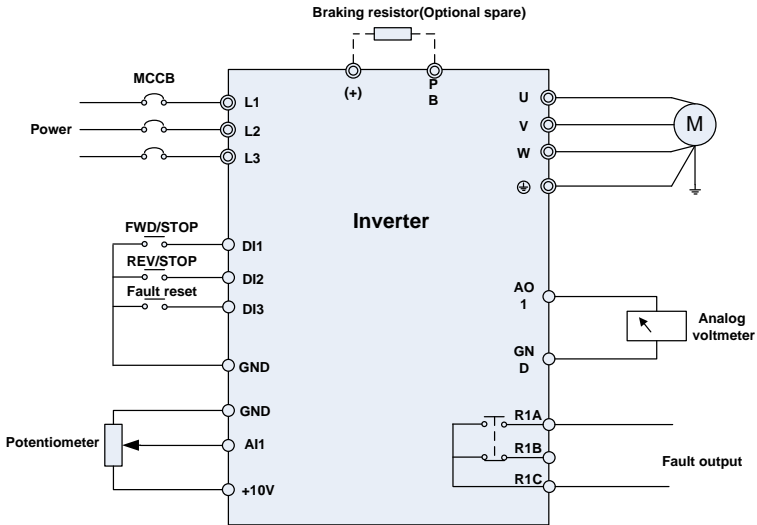 Braking resistor(Optional spare)
MCCB
(+)
P
B
L1
L2
L3
Power
U
V
W
M
Inverter
FWD/STOP
DI1
REV/STOP
DI2
Fault reset
DI3
GND
AO
1
GN
D
Analog
voltmeter
GND
Potentiometer
AI1
+10V
R1A
R1B
R1C
Fault output